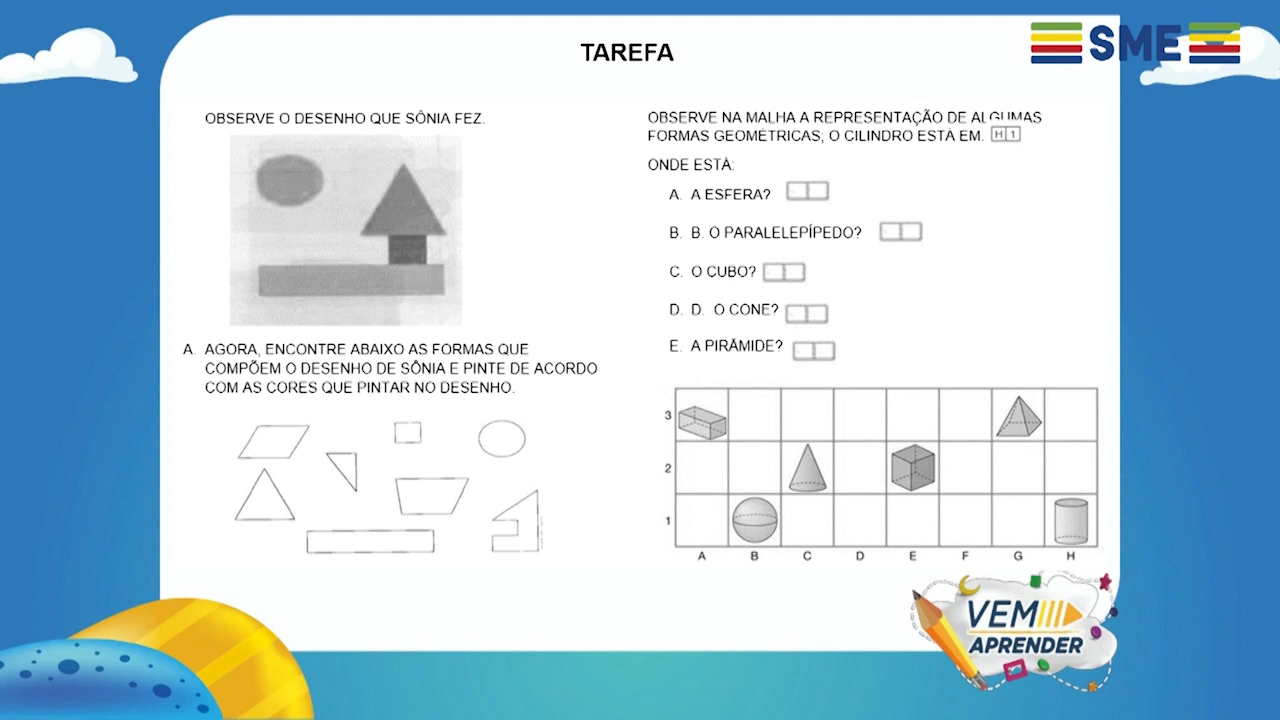 TAREFA
SME
OBSERVE O DESENHO QUE SÔNIA FEZ.
A. AGORA, ENCONTRE ABAIXO AS FORMAS QUE
COMPÕEM O DESENHO DE SÔNIA E PINTE DE ACORDO
COM AS CORES QUE PINTAR NO DESENHO.
OBSERVE NA MALHA A REPRESENTAÇÃO DE ALGUMAS
FORMAS GEOMÉTRICAS; O CILINDRO ESTÁ EM. H 1
ONDE ESTÁ:
A. A ESFERA?
B. B. O PARALELEPÍPEDO?
C. O CUBO?
D. D. O CONE?
E. A PIRÂMIDE?
3
2
1
A B C D E F G H
VEM
APRENDER